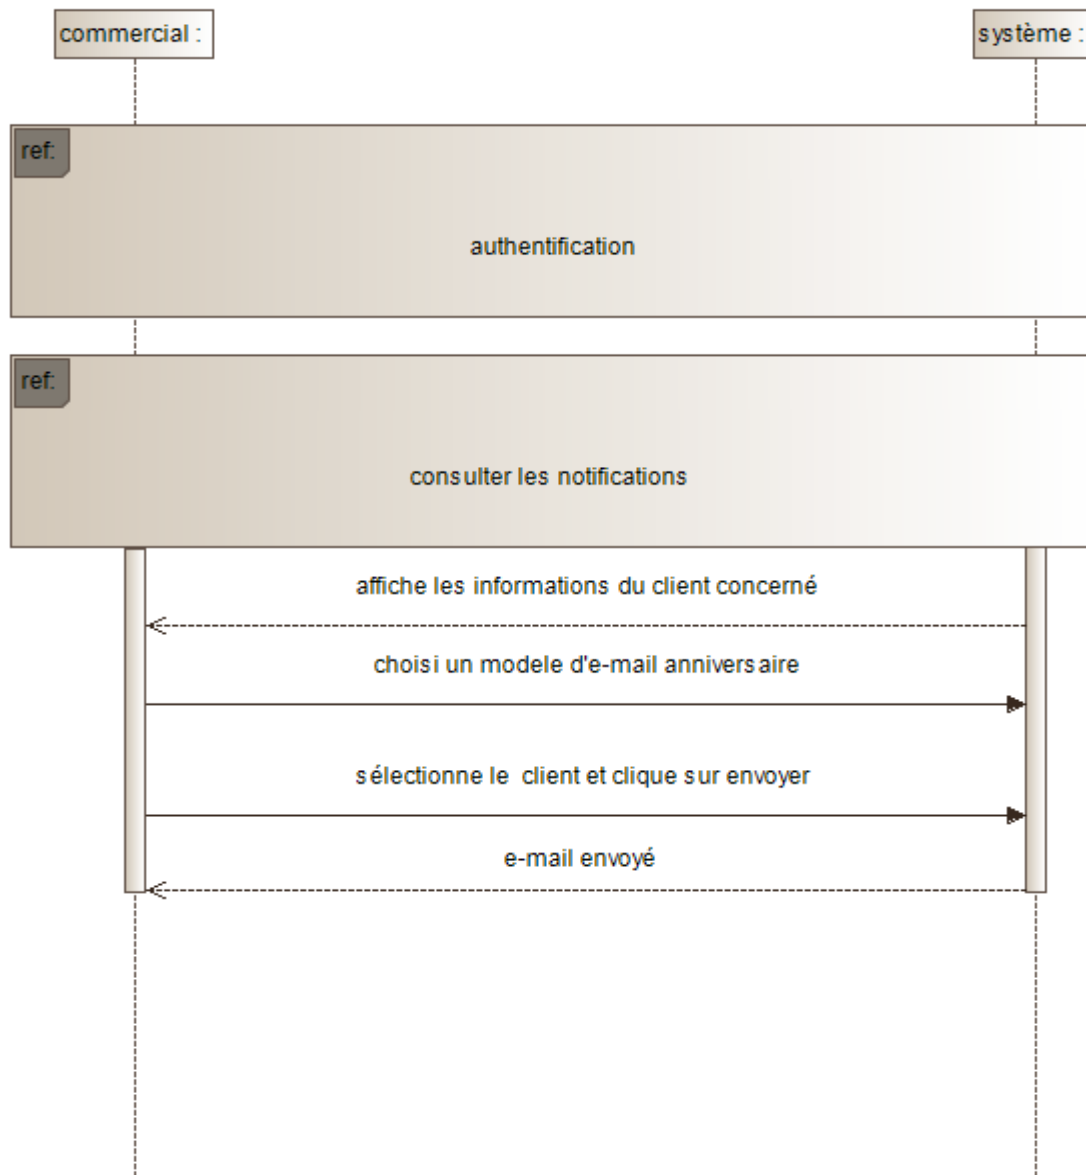 commercial :
système :
ref:
authentification
ref:
consulter les notifications
affiche les informations du client concerné
choisi un modele d'e-mail anniversaire
sélectionne le client et clique sur envoyer
e-mail envoyé